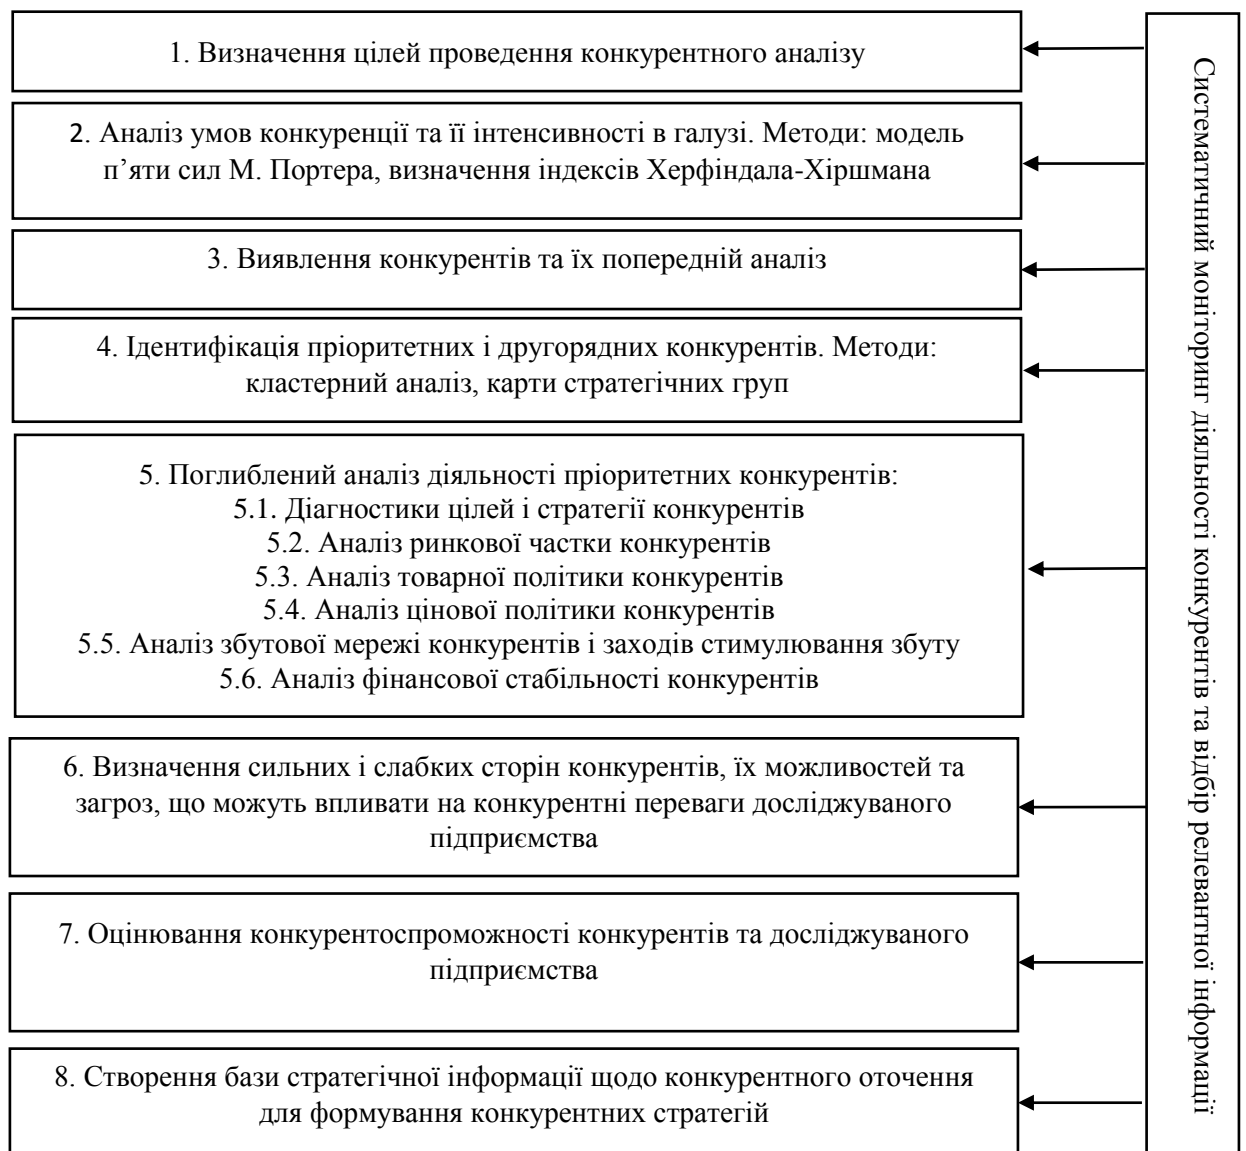 1. Визначення цілей проведення конкурентного аналізу
2. Аналіз умов конкуренції та її інтенсивності в галузі. Методи: модель
п’яти сил М. Портера, визначення індексів Херфіндала-Хіршмана
3. Виявлення конкурентів та їх попередній аналіз
4. Ідентифікація пріоритетних і другорядних конкурентів. Методи:
кластерний аналіз, карти стратегічних груп
5. Поглиблений аналіз діяльності пріоритетних конкурентів:
5.1. Діагностики цілей і стратегії конкурентів
5.2. Аналіз ринкової частки конкурентів
5.3. Аналіз товарної політики конкурентів
5.4. Аналіз цінової політики конкурентів
5.5. Аналіз збутової мережі конкурентів і заходів стимулювання збуту
5.6. Аналіз фінансової стабільності конкурентів
6. Визначення сильних і слабких сторін конкурентів, їх можливостей та
загроз, що можуть впливати на конкурентні переваги досліджуваного
підприємства
7. Оцінювання конкурентоспроможності конкурентів та досліджуваного
підприємства
8. Створення бази стратегічної інформації щодо конкурентного оточення
для формування конкурентних стратегій
Систематичний моніторинг діяльності конкурентів та відбір релевантної інформації